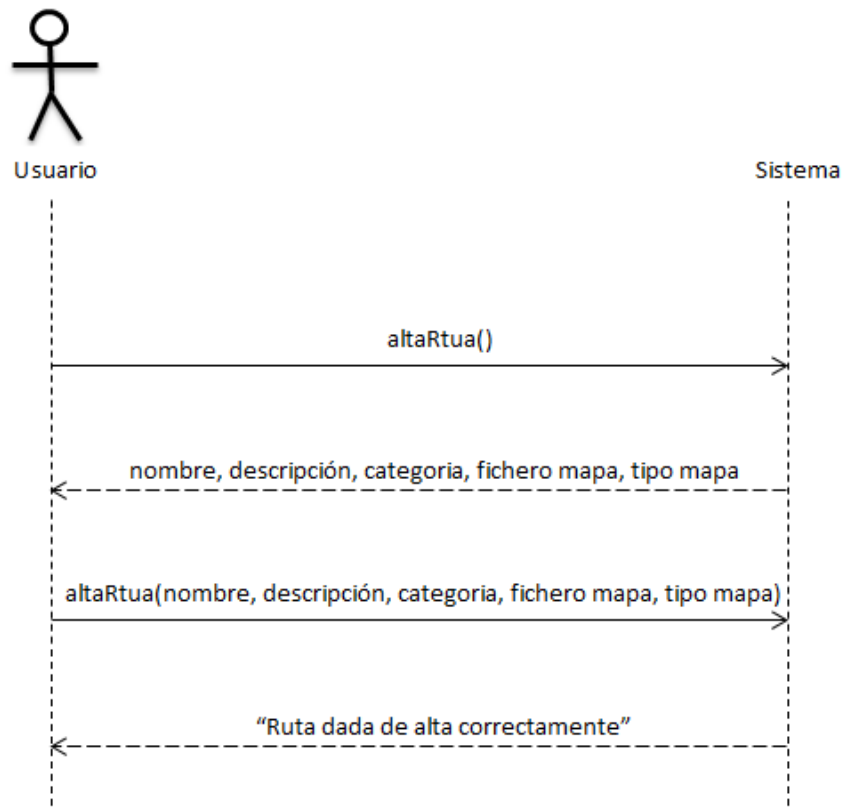 Usuario
Sistema
altaRtua()
nombre, descripción, categoria, fichero mapa, tipo mapa
altaRtua(nombre, descripción, categoria, fichero mapa, tipo mapa)
“Ruta dada de alta correctamente”